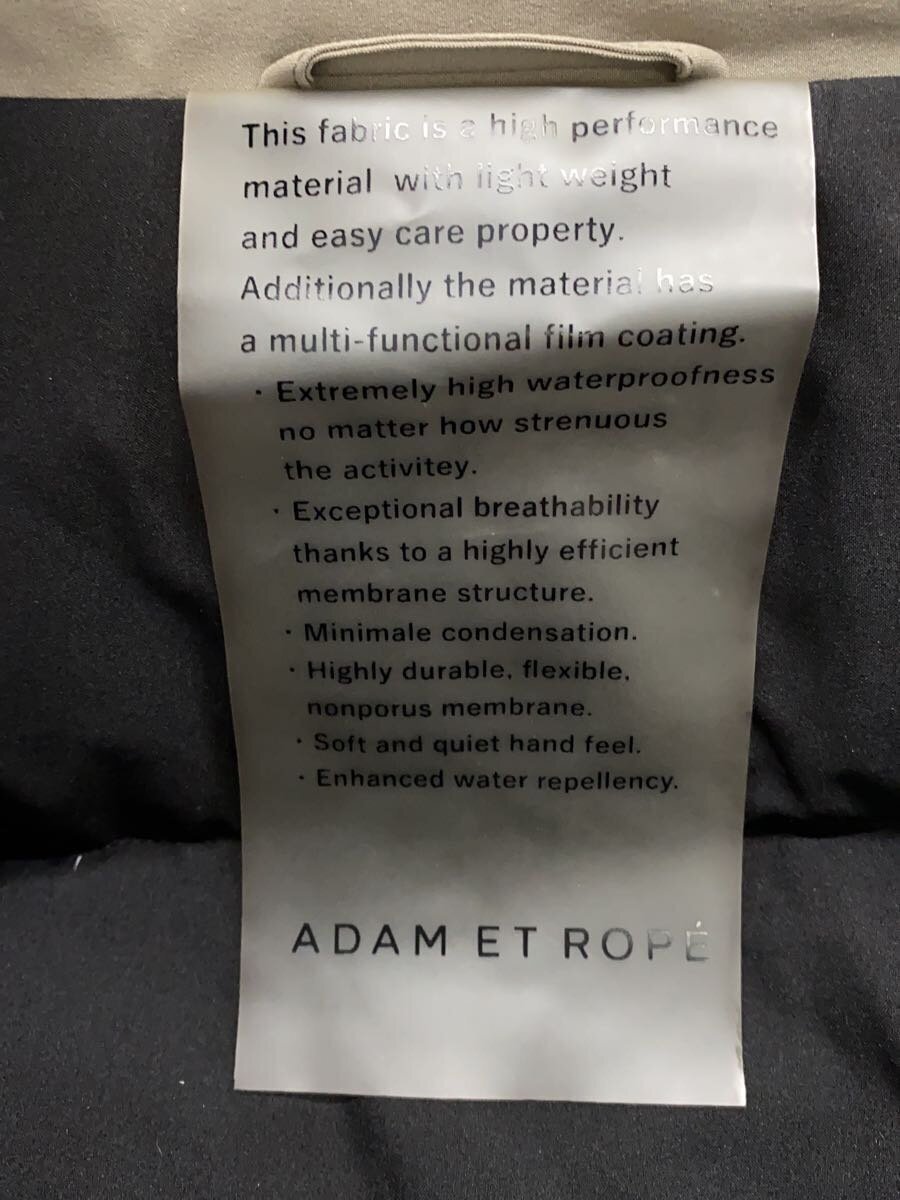 This fabric is a high performance
material with light weight
and easy care property.
Additionally the material has
a multi-functional film coating.
· Extremely high waterproofness
no matter how strenuous
the activitey.
· Exceptional breathability
thanks to a highly efficient
membrane structure.
· Minimale condensation.
· Highly durable, flexible,
nonporus membrane.
· Soft and quiet hand feel.
· Enhanced water repellency.
ADAM ET ROPÉ